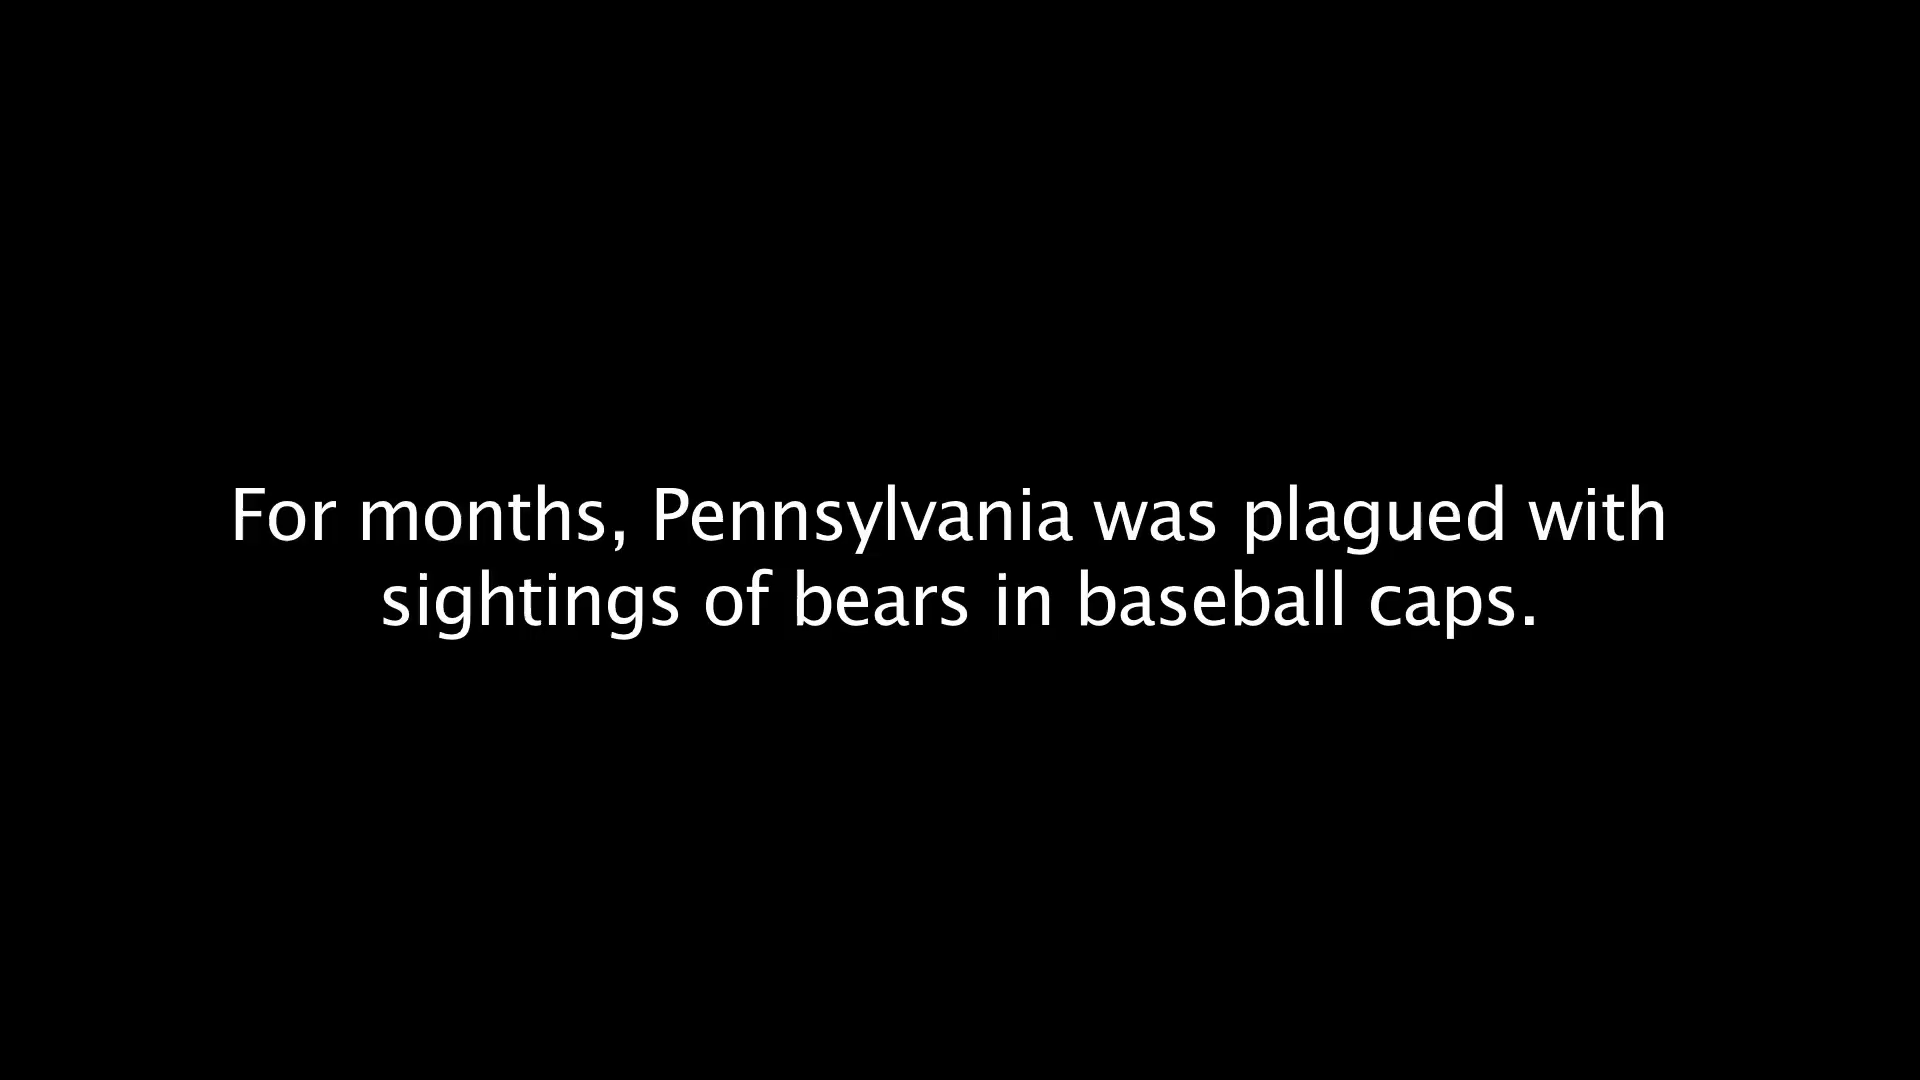 For months, Pennsylvania was plagued with
sightings of bears in baseball caps.